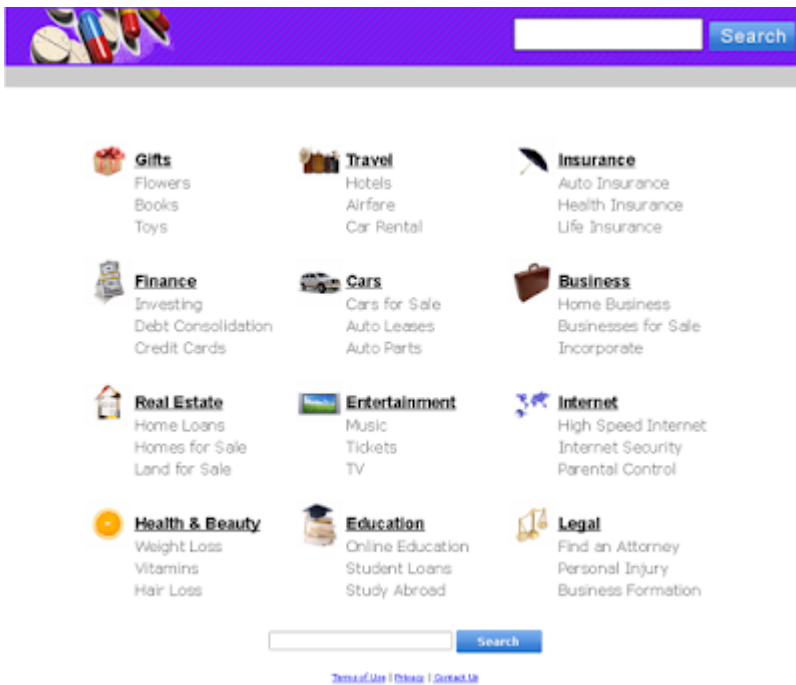 Search
Gifts
Flowers
Books
Toys
Travel
Hotels
Airfare
Car Rental
Insurance
Auto Insurance
Health Insurance
Life Insurance
Finance
Investing
Debt Consolidation
Credit Cards
Cars
Cars for Sale
Auto Leases
Auto Parts
Business
Home Business
Businesses for Sale
Incorporate
Real Estate
Home Loans
Homes for Sale
Land for Sale
Entertainment
Music
Tickets
TV
Internet
High Speed Internet
Internet Security
Parental Control
Health & Beauty
Weight Loss
Vitamins
Hair Loss
Education
Online Education
Student Loans
Study Abroad
Legal
Find an Attorney
Personal Injury
Business Formation
Search
Terms of Use | Privacy | Contact Us